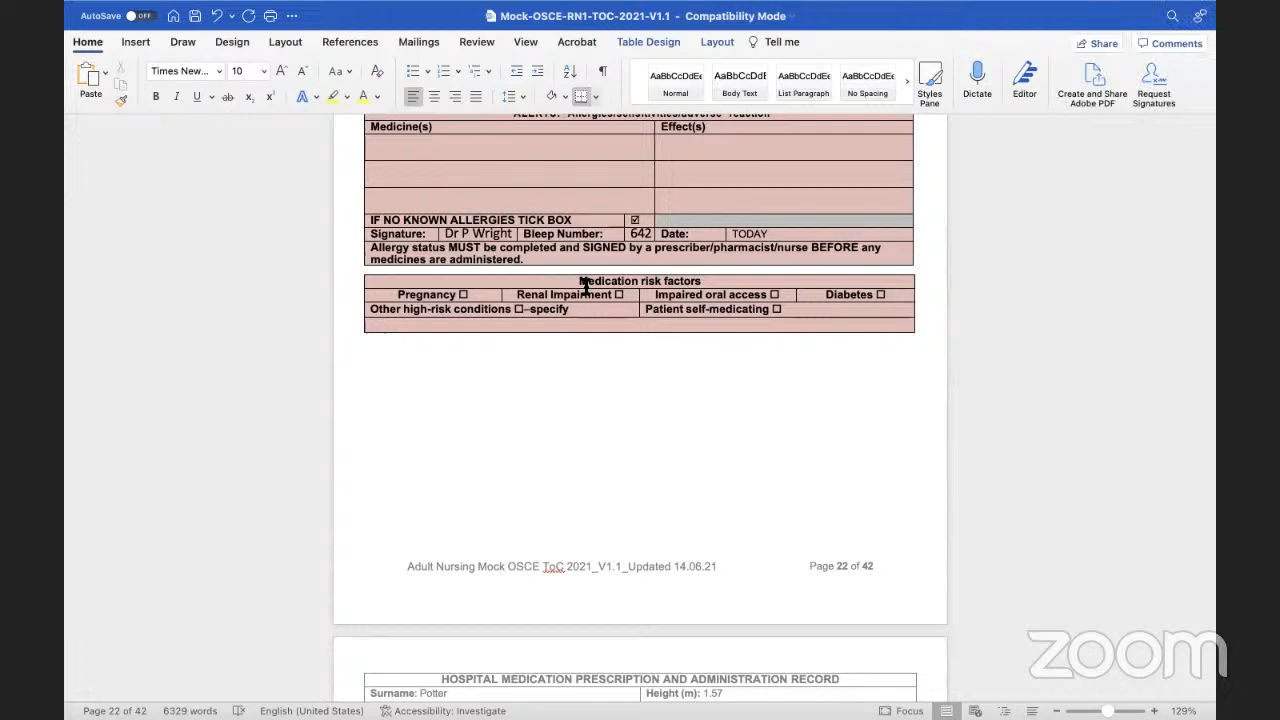 AutoSave OFF
Mock-OSCE-RN1-TOC-2021-V1.1 - Compatibility Mode
Home Insert Draw Design Layout References Mailings Review View Acrobat Table Design Layout Tell me
Share Comments
Paste
Times New... 10
AaBbCcDdEe AaBbCcDdE AaBbCcDdEe AaBbCcDdEe
Normal Body Text List Paragraph No Spacing
Styles Pane
Dictate
Editor
Create and Share Adobe PDF
Request Signatures
ALERTS: Allergies/sensitivities/adverse reaction
Medicine(s) Effect(s)
IF NO KNOWN ALLERGIES TICK BOX ☑
Signature: Dr P Wright Bleep Number: 642 Date: TODAY
Allergy status MUST be completed and SIGNED by a prescriber/pharmacist/nurse BEFORE any
medicines are administered.
Medication risk factors
Pregnancy ☐ Renal Impairment ☐ Impaired oral access ☐ Diabetes ☐
Other high-risk conditions ☐–specify Patient self-medicating ☐
Adult Nursing Mock OSCE ToC 2021_V1.1_Updated 14.06.21 Page 22 of 42
zoom
HOSPITAL MEDICATION PRESCRIPTION AND ADMINISTRATION RECORD
Surname: Potter Height (m): 1.57
Page 22 of 42 6329 words English (United States) Accessibility: Investigate Focus 129%